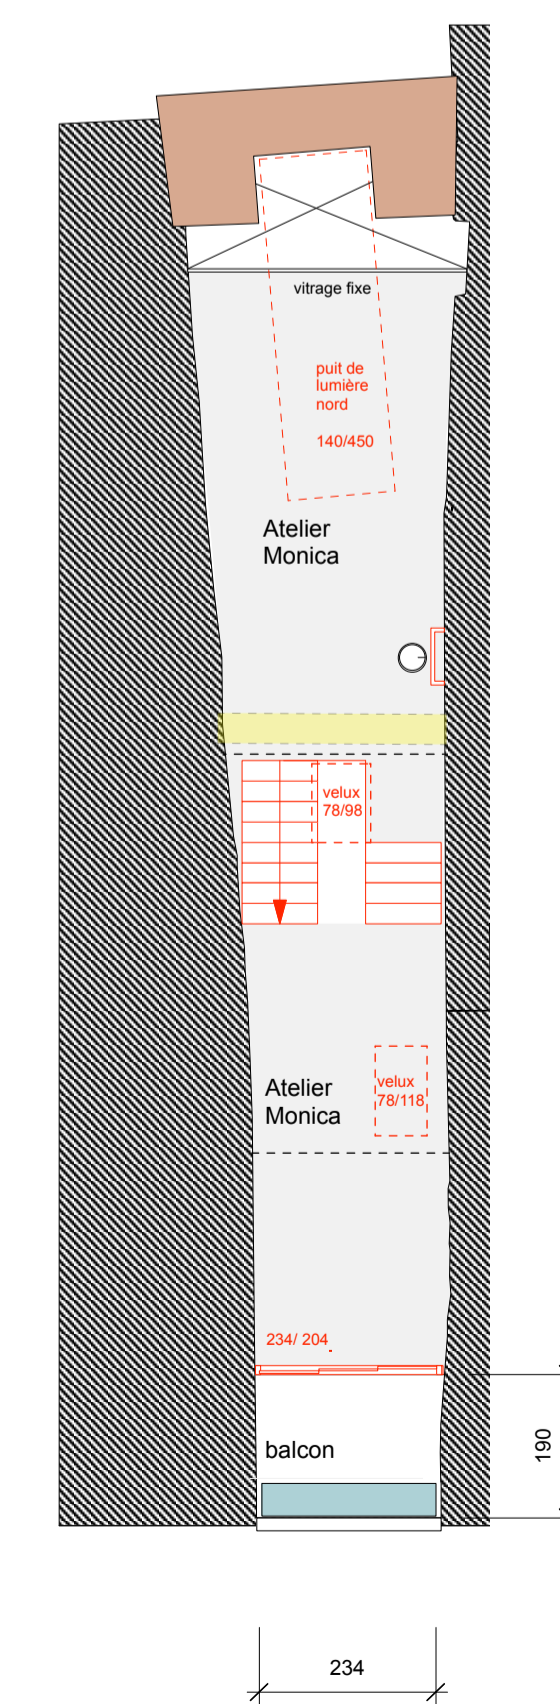 vitrage fixe
puit de
lumière
nord
140/450
Atelier
Monica
velux
78/98
Atelier
Monica
velux
78/118
234/ 204
balcon
190
234